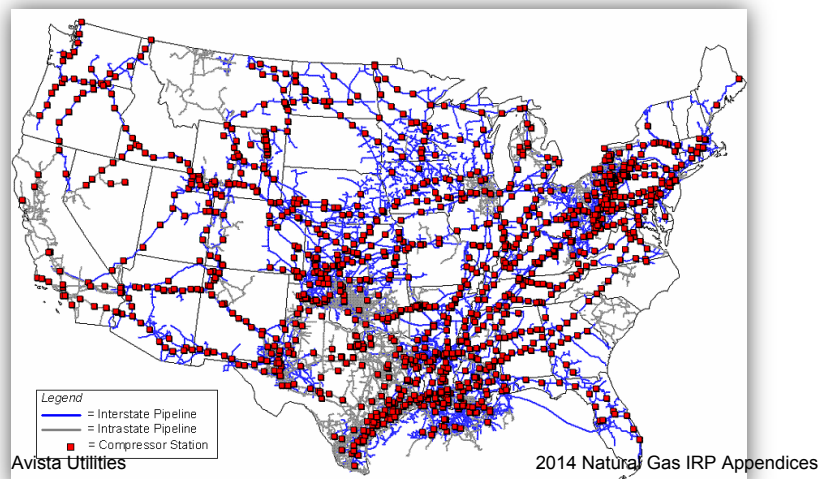 Legend
= Interstate Pipeline
= Intrastate Pipeline
= Compressor Station
Avista Utilities
2014 Natural Gas IRP Appendices